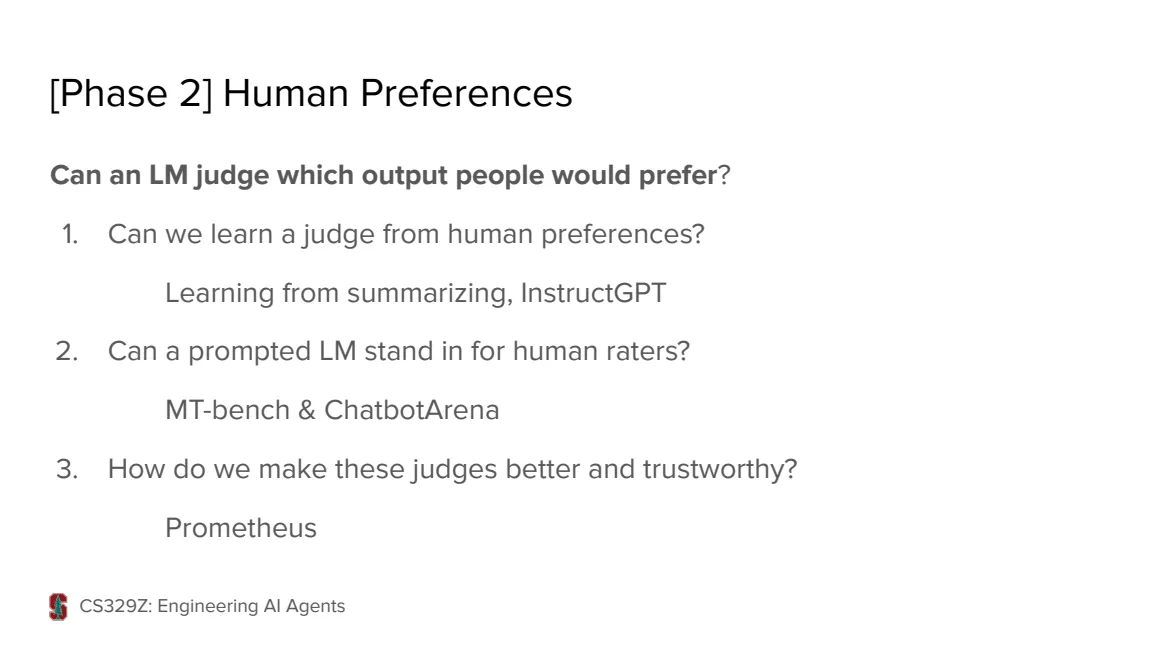 [Phase 2] Human Preferences
Can an LM judge which output people would prefer?
1. Can we learn a judge from human preferences?
Learning from summarizing, InstructGPT
2. Can a prompted LM stand in for human raters?
MT-bench & ChatbotArena
3. How do we make these judges better and trustworthy?
Prometheus
CS329Z: Engineering AI Agents